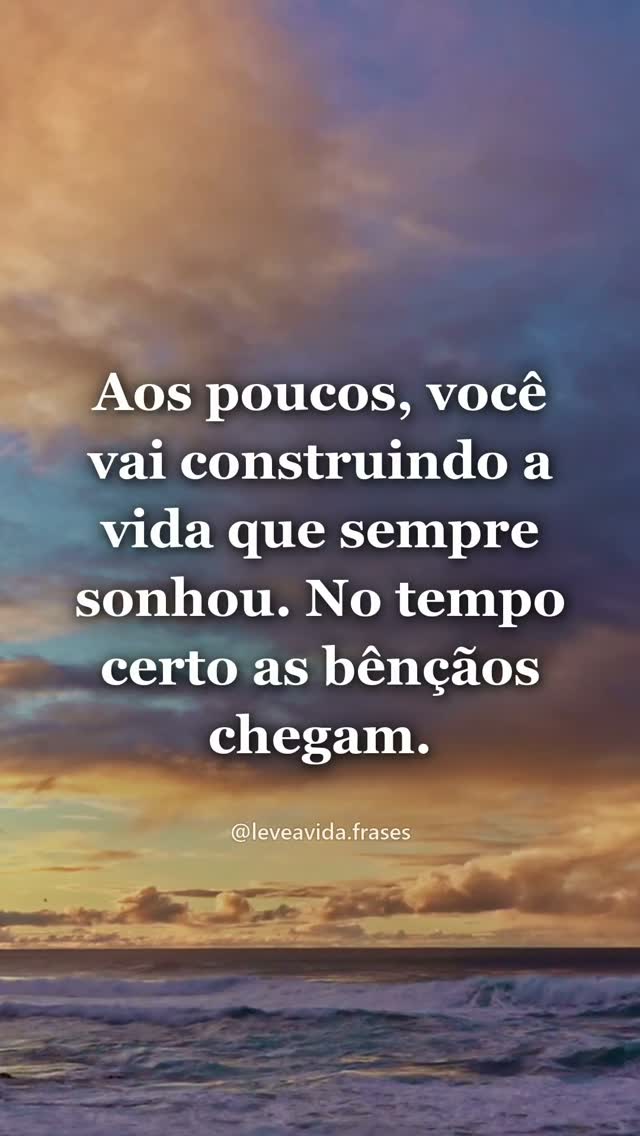 Aos poucos, você
vai construindo a
vida que sempre
sonhou. No tempo
certo as bênçãos
chegam.
@leveavida.frases